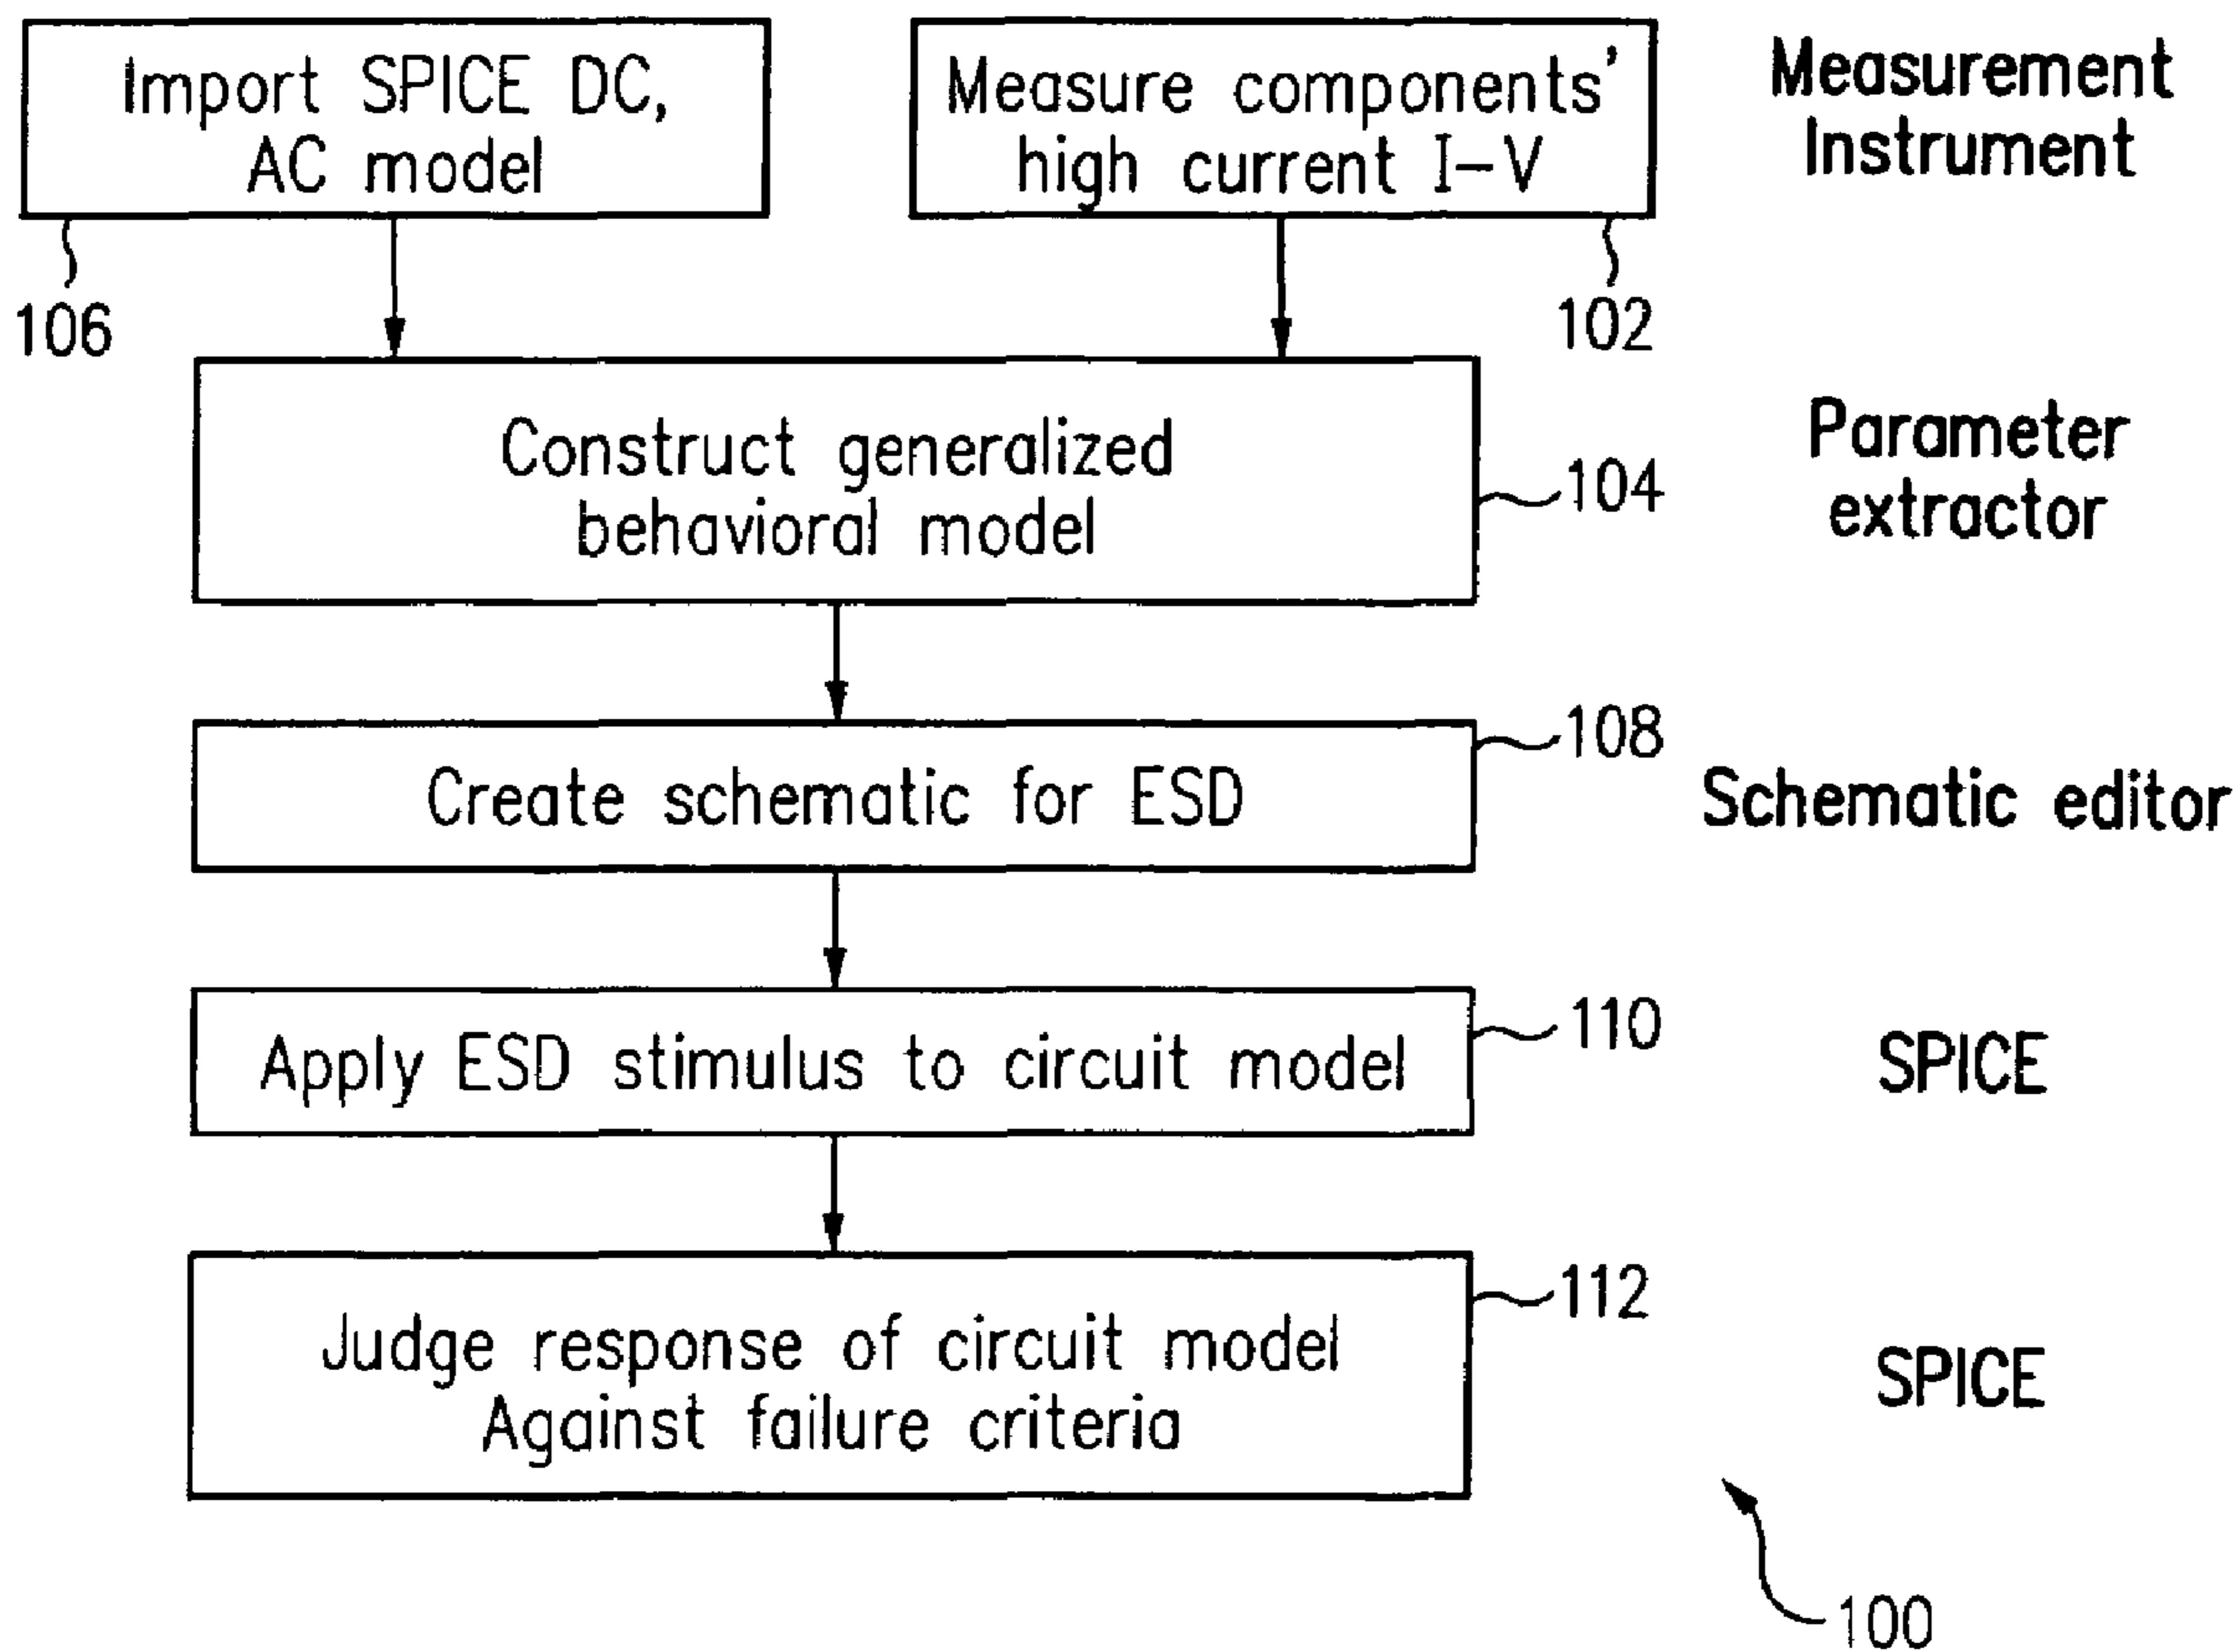 Import SPICE DC,
AC model
Measure components'
high current I-V
Measurement
Instrument
106
102
Construct generalized
behavioral model
104
Parameter
extractor
108
Create schematic for ESD
Schematic editor
110
Apply ESD stimulus to circuit model
SPICE
112
Judge response of circuit model
Against failure criteria
SPICE
100